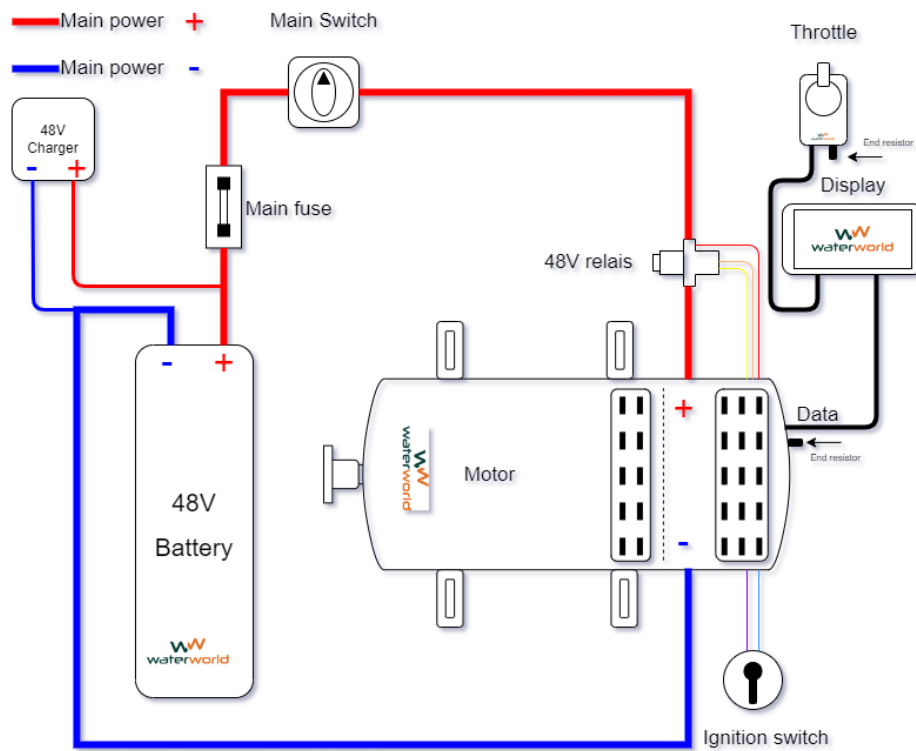 Main power +
Main Switch
Throttle
Main power -
48V
Charger
- +
End resistor
Main fuse
Display
waterworld
48V relais
waterworld
- +
+
Data
End resistor
waterworld
Motor
48V
Battery
-
waterworld
Ignition switch